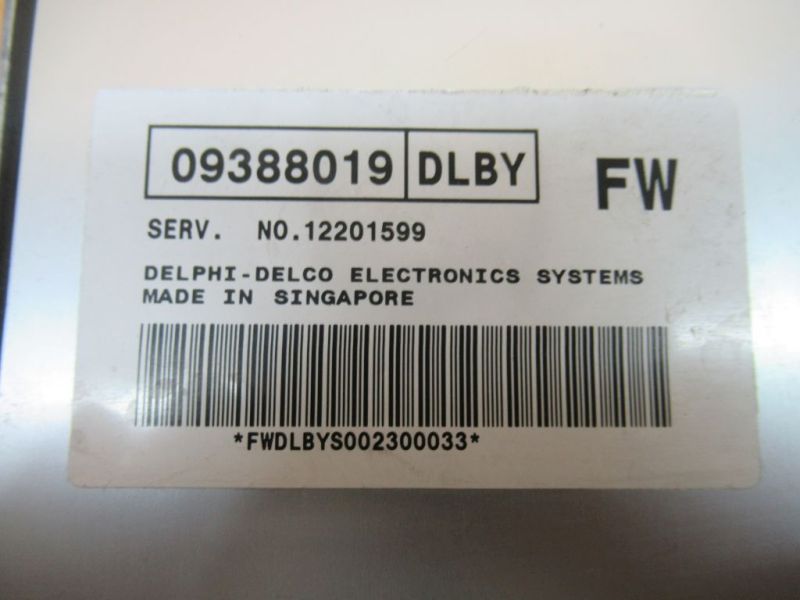 09388019 DLBY FW
SERV. NO.12201599
DELPHI-DELCO ELECTRONICS SYSTEMS
MADE IN SINGAPORE
*FWDLBYS002300033*